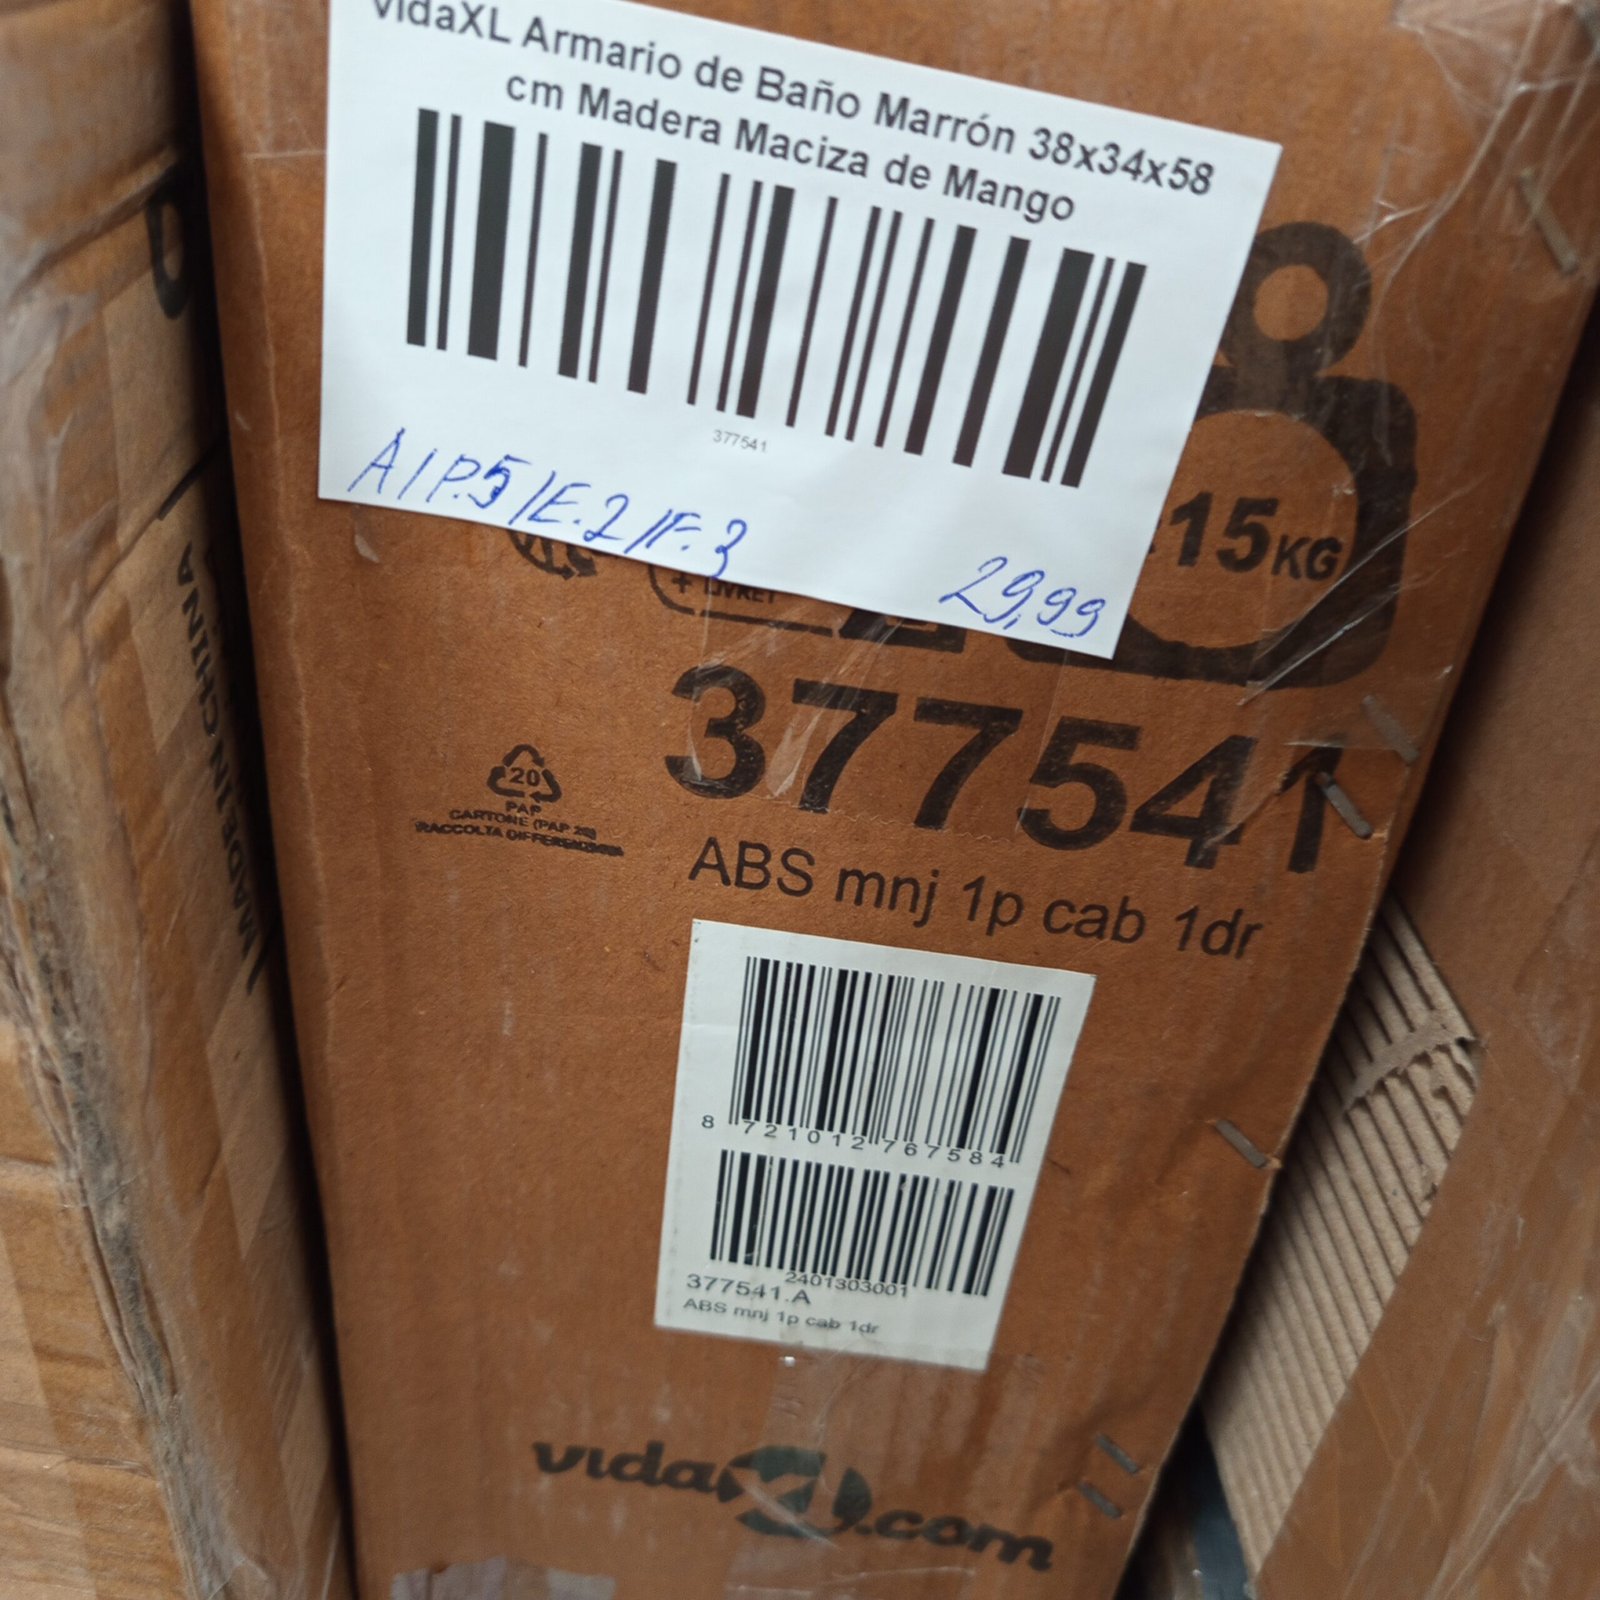 vidaXL Armario de Baño Marrón 38x34x58
cm Madera Maciza de Mango
377541
A/P.5/E.2/F.3
29,99
15KG
+ LIVRET
377541
ABS mnj 1p cab 1dr
20
PAP
CARTONE (PAP 20)
RACCOLTA DIFFERENZIATA
8 721012 767584
2401303001
377541.A
ABS mnj 1p cab 1dr
vidaXL.com
MADE IN CHINA